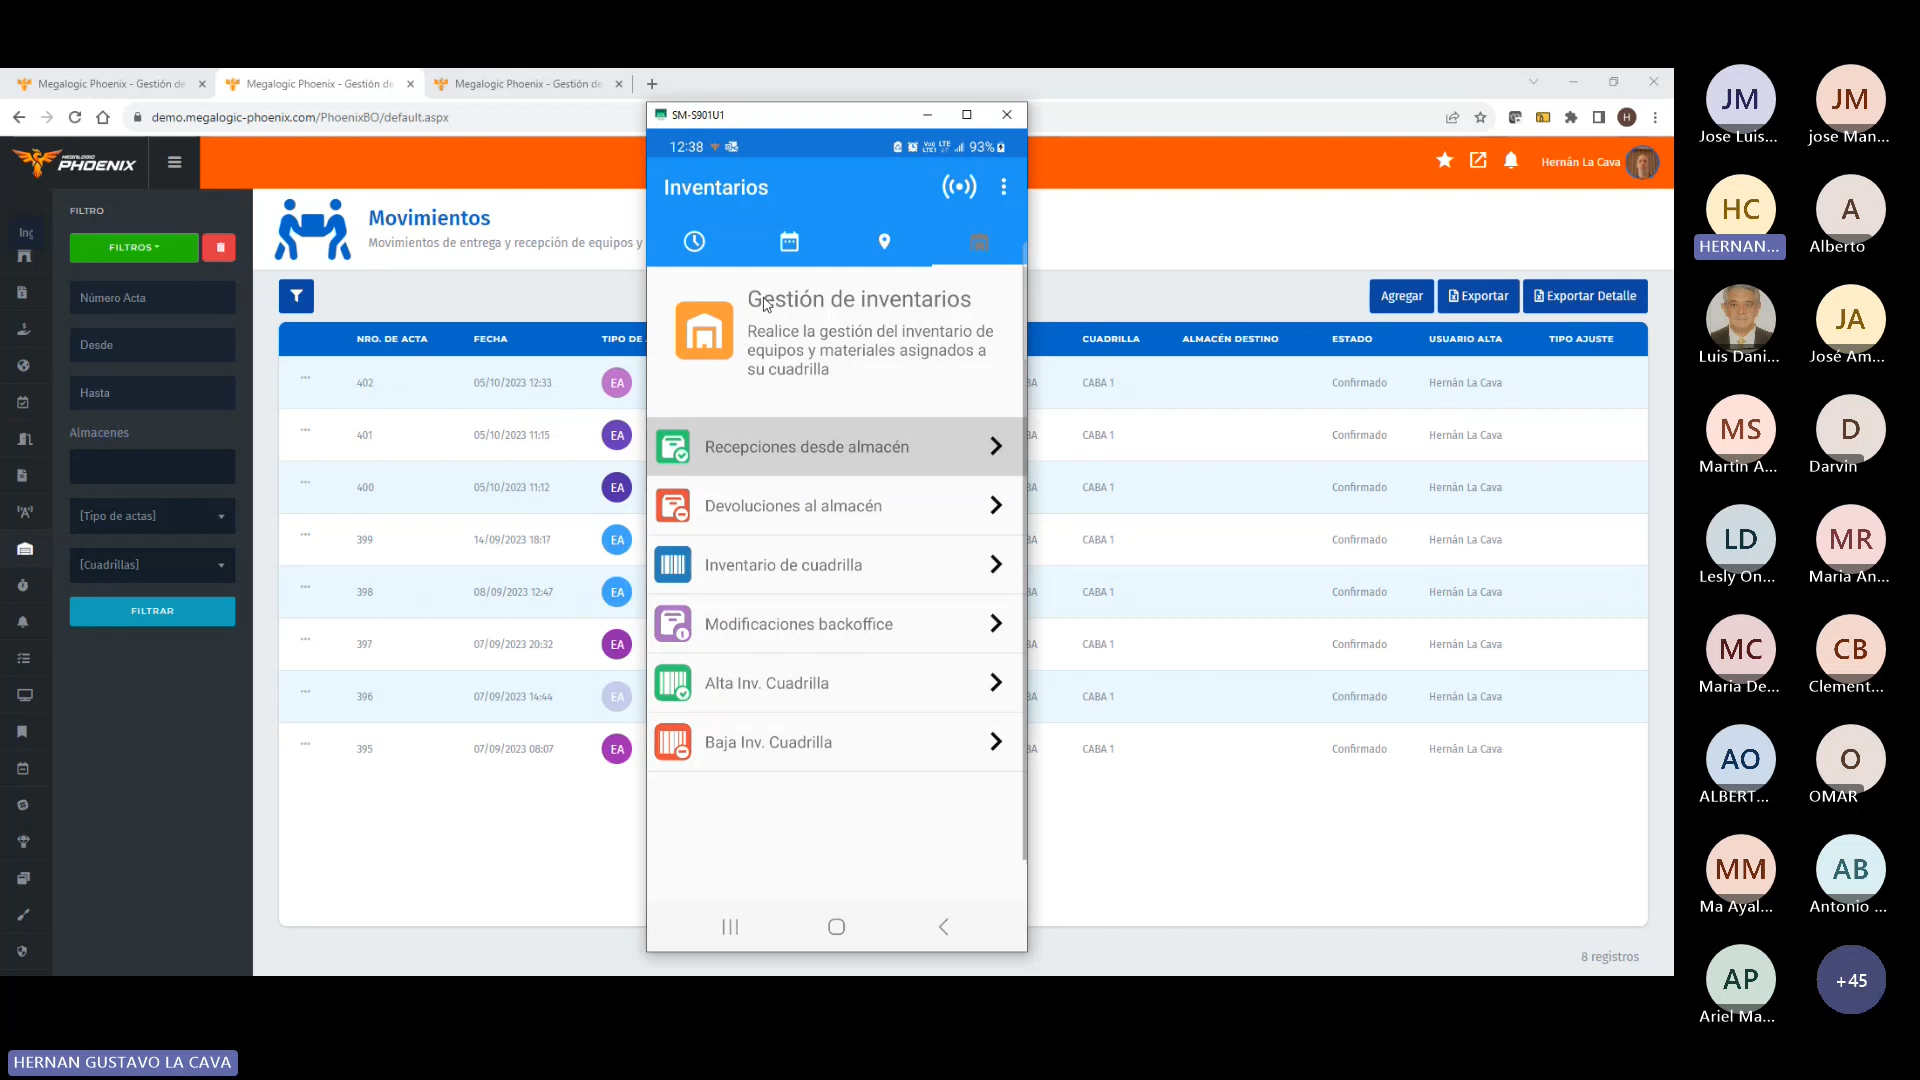 Megalogic Phoenix - Gestión de
Megalogic Phoenix - Gestión de
Megalogic Phoenix - Gestión de
demo.megalogic-phoenix.com/PhoenixBO/default.aspx
H
MEGALOGIC
PHOENIX
Hernán La Cava
FILTRO
FILTROS
Número Acta
Desde
Hasta
Almacenes
[Tipo de actas]
[Cuadrillas]
FILTRAR
Movimientos
Movimientos de entrega y recepción de equipos y
Agregar
Exportar
Exportar Detalle
NRO. DE ACTA FECHA TIPO DE CUADRILLA ALMACÉN DESTINO ESTADO USUARIO ALTA TIPO AJUSTE
402 05/10/2023 12:33 EA BA CABA 1 Confirmado Hernán La Cava
401 05/10/2023 11:15 EA BA CABA 1 Confirmado Hernán La Cava
400 05/10/2023 11:12 EA BA CABA 1 Confirmado Hernán La Cava
399 14/09/2023 18:17 EA BA CABA 1 Confirmado Hernán La Cava
398 08/09/2023 12:47 EA BA CABA 1 Confirmado Hernán La Cava
397 07/09/2023 20:32 EA BA CABA 1 Confirmado Hernán La Cava
396 07/09/2023 14:44 EA BA CABA 1 Confirmado Hernán La Cava
395 07/09/2023 08:07 EA BA CABA 1 Confirmado Hernán La Cava
8 registros
SM-S901U1
12:38
93%
Inventarios
Gestión de inventarios
Realice la gestión del inventario de
equipos y materiales asignados a
su cuadrilla
Recepciones desde almacén
Devoluciones al almacén
Inventario de cuadrilla
Modificaciones backoffice
Alta Inv. Cuadrilla
Baja Inv. Cuadrilla
JM JM
Jose Luis... jose Man...
HC A
HERNAN... Alberto
JA
Luis Dani... José Am...
MS D
Martin A... Darvin
LD MR
Lesly On... Maria An...
MC CB
Maria De... Clement...
AO O
ALBERT... OMAR
MM AB
Ma Ayal... Antonio ...
AP +45
Ariel Ma...
HERNAN GUSTAVO LA CAVA